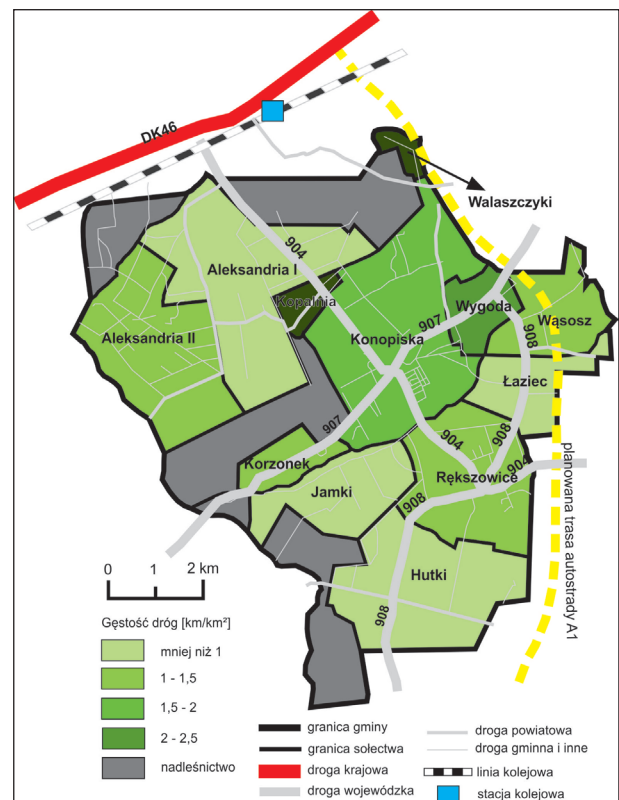 DK46
Walaszczyki
904
Aleksandria I
Kopalnia
Wygoda
907
Wąsosz
Aleksandria II
Konopiska
908
Łaziec
907
904
908
Korzonek
904
Rększowice
Jamki
908
planowana trasa autostrady A1
Hutki
908
0 1 2 km
Gęstość dróg [km/km²]
mniej niż 1
1 - 1,5
1,5 - 2
2 - 2,5
nadleśnictwo
granica gminy
granica sołectwa
droga krajowa
droga wojewódzka
droga powiatowa
droga gminna i inne
linia kolejowa
stacja kolejowa